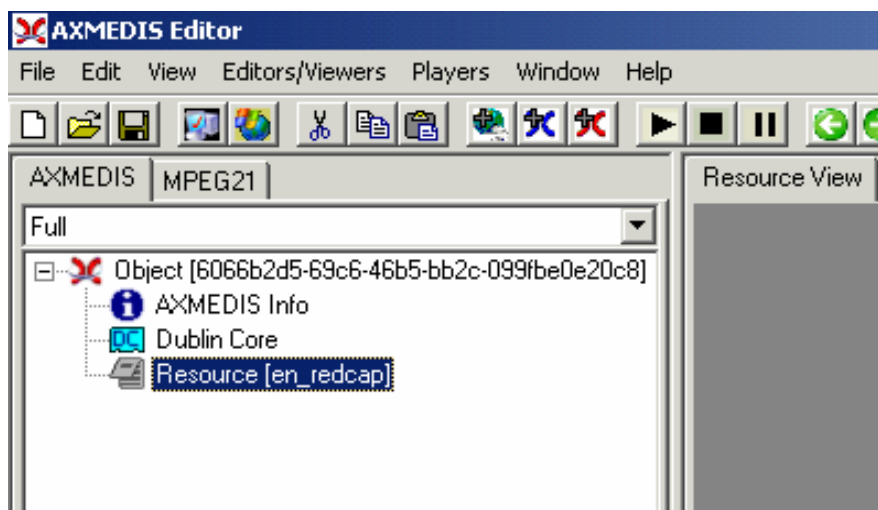 AXMEDIS Editor
File Edit View Editors/Viewers Players Window Help
AXMEDIS MPEG21 Resource View
Full
Object [6066b2d5-69c6-46b5-bb2c-099fbe0e20c8]
AXMEDIS Info
DC Dublin Core
Resource [en_redcap]